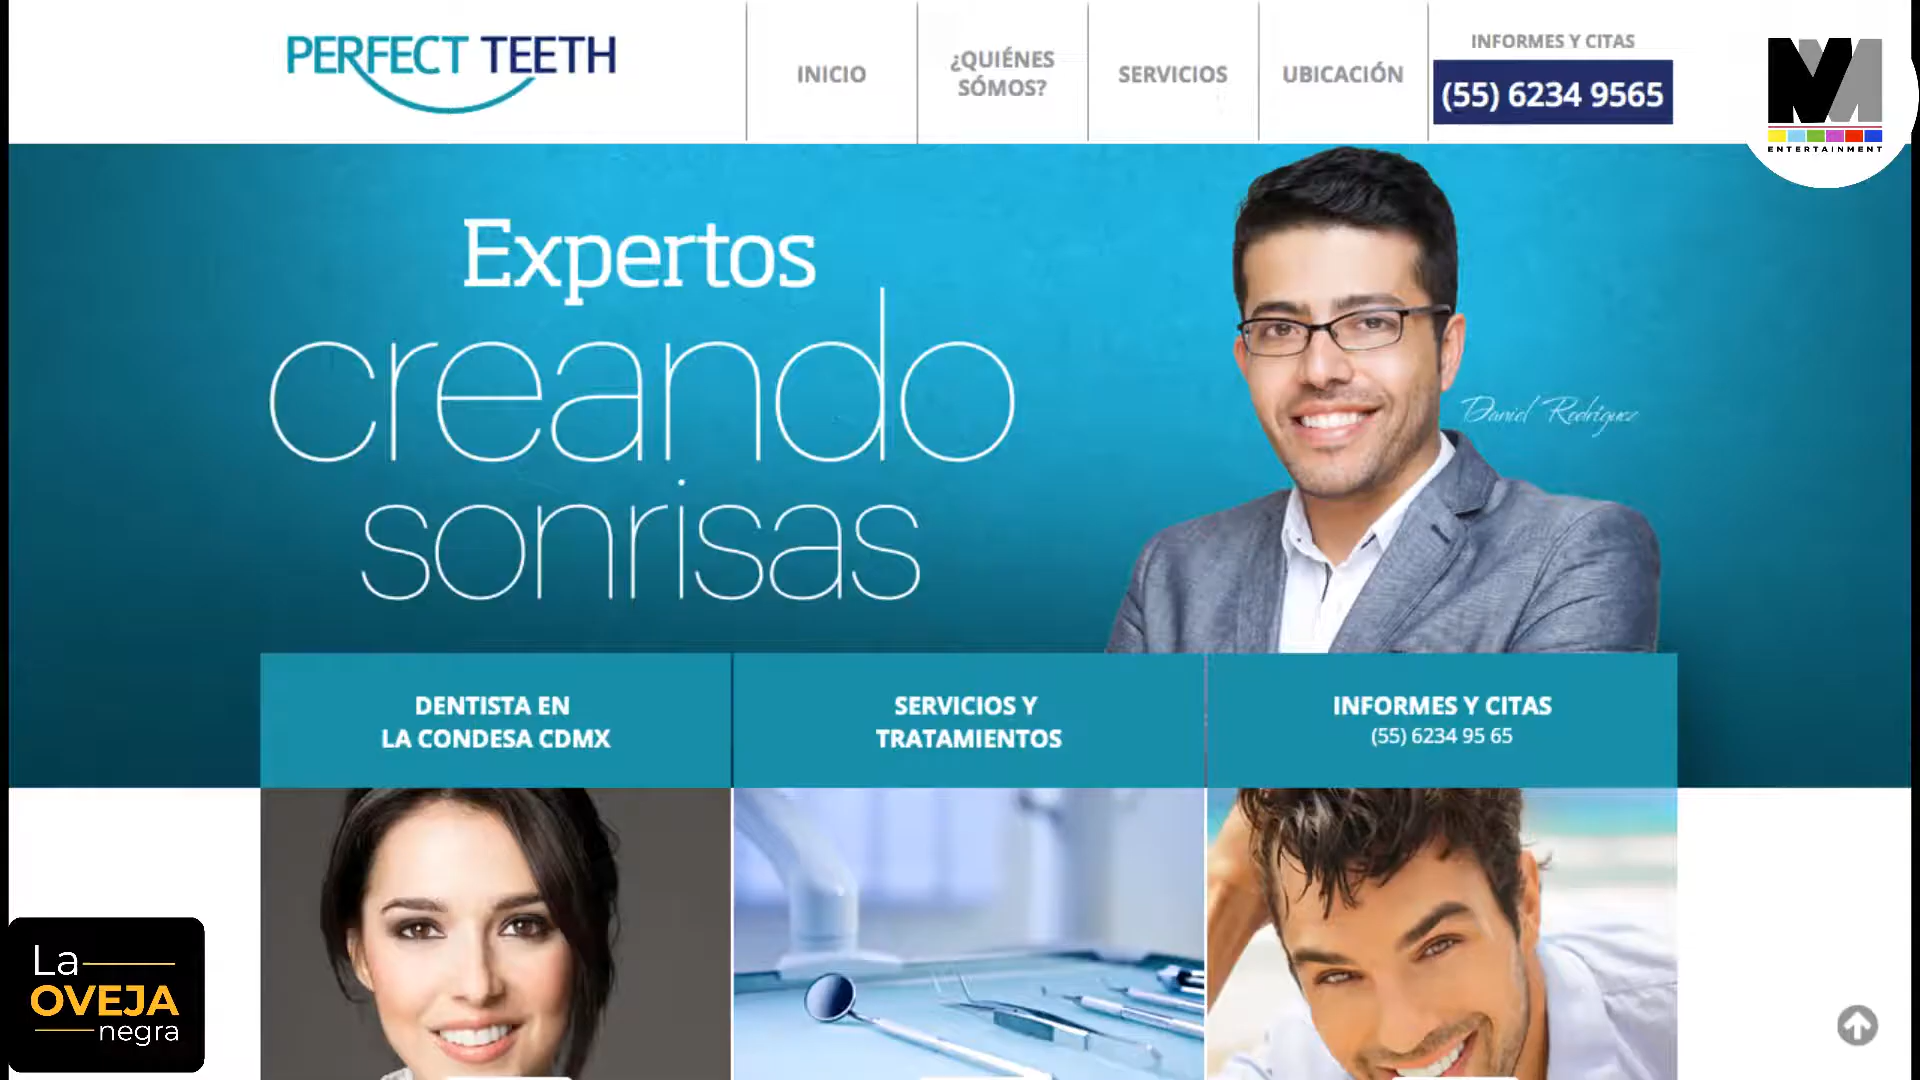 PERFECT TEETH
INICIO
¿QUIÉNES
SÓMOS?
SERVICIOS
UBICACIÓN
INFORMES Y CITAS
(55) 6234 9565
ENTERTAINMENT
Expertos
creando
sonrisas
Daniel Rodríguez
DENTISTA EN
LA CONDESA CDMX
SERVICIOS Y
TRATAMIENTOS
INFORMES Y CITAS
(55) 6234 95 65
La
OVEJA
negra